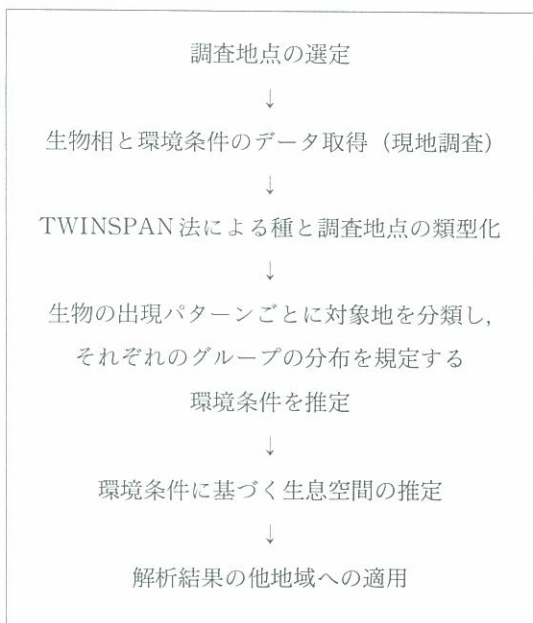 調査地点の選定
↓
生物相と環境条件のデータ取得（現地調査）
↓
TWINSPAN法による種と調査地点の類型化
↓
生物の出現パターンごとに対象地を分類し，
それぞれのグループの分布を規定する
環境条件を推定
↓
環境条件に基づく生息空間の推定
↓
解析結果の他地域への適用